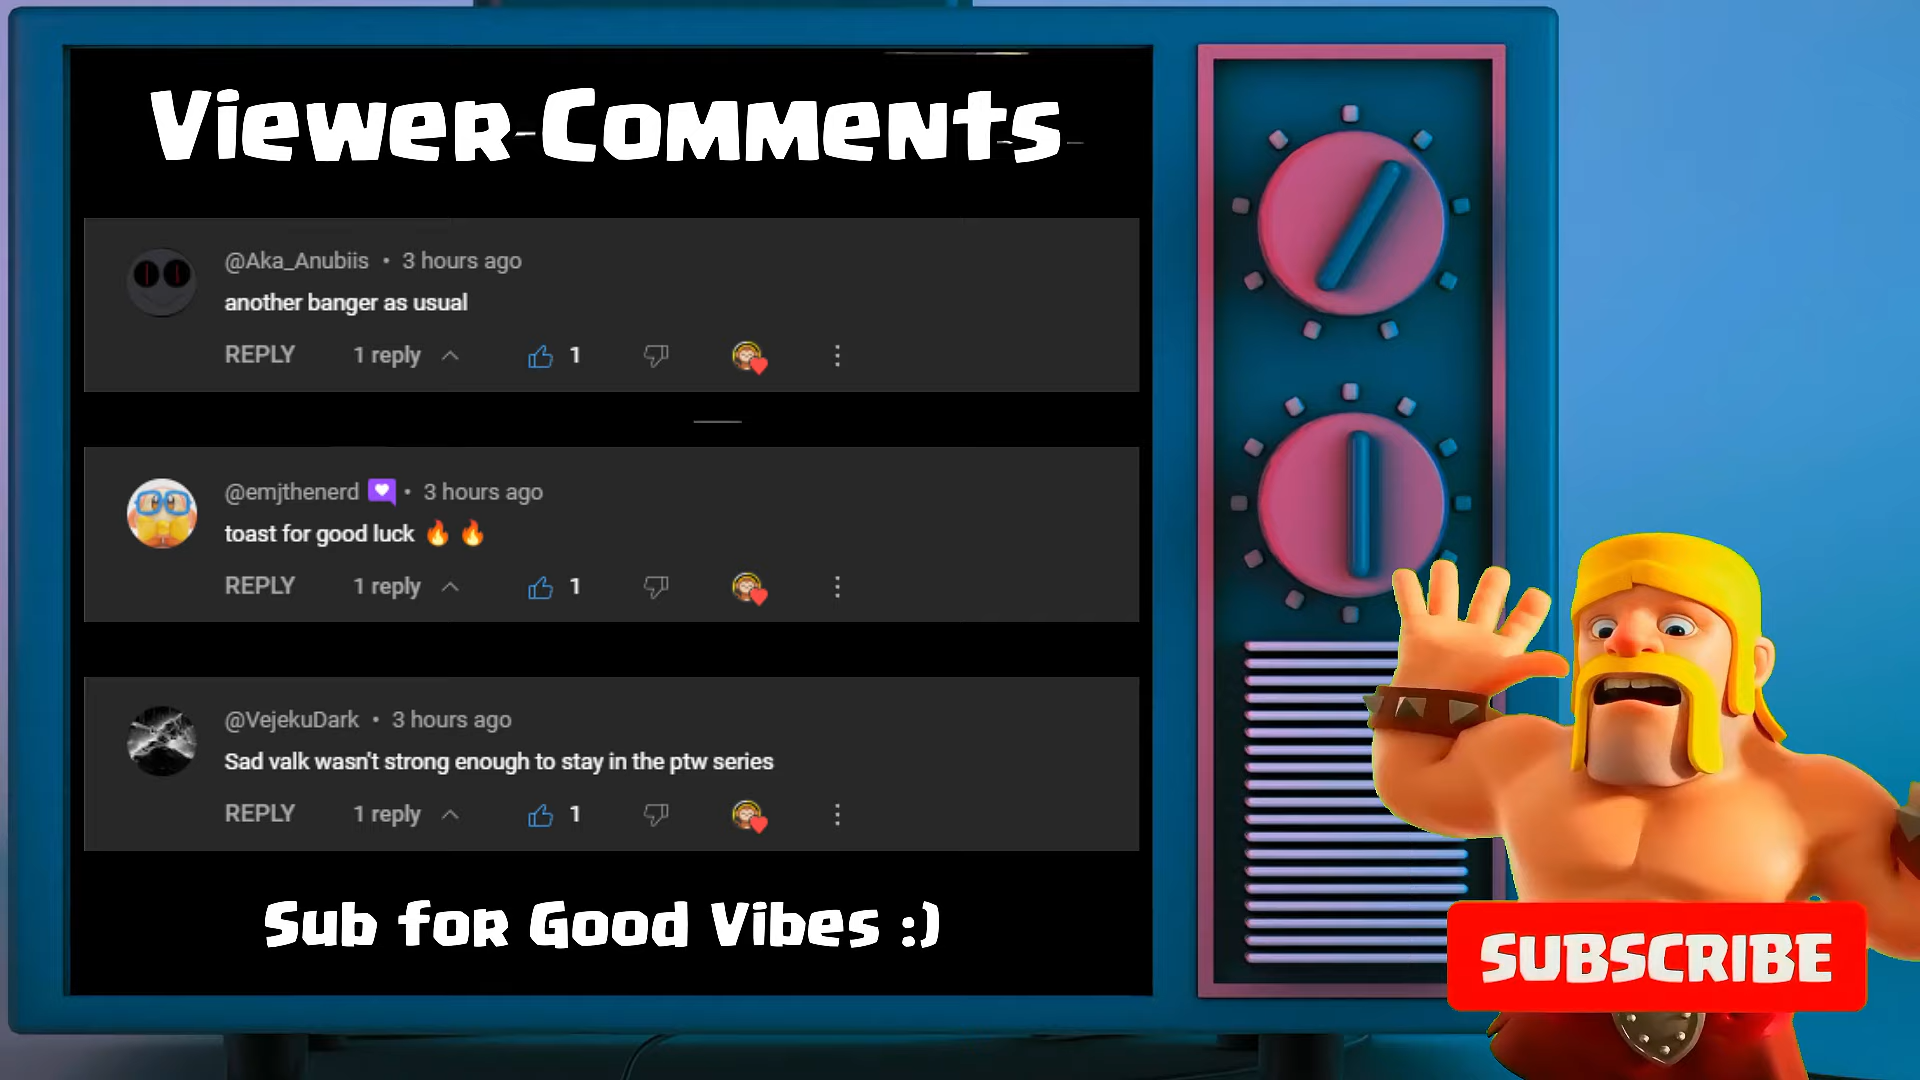 Viewer Comments
@Aka_Anubiis • 3 hours ago
another banger as usual
REPLY 1 reply 1
@emjthenerd • 3 hours ago
toast for good luck 🔥 🔥
REPLY 1 reply 1
@VejekuDark • 3 hours ago
Sad valk wasn't strong enough to stay in the ptw series
REPLY 1 reply 1
Sub for Good Vibes :)
SUBSCRIBE